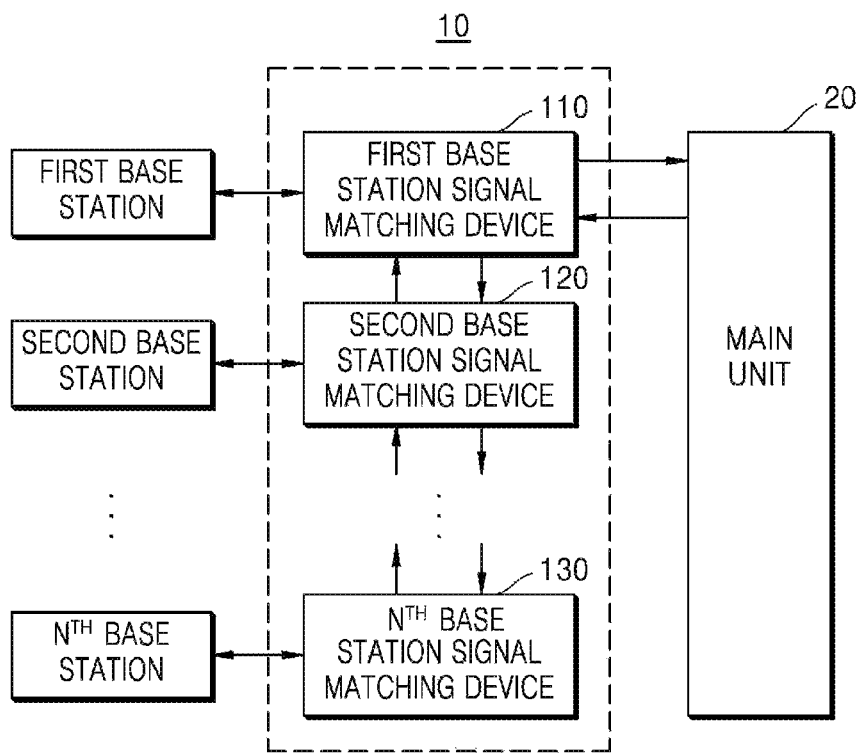 10
110
20
FIRST BASE
STATION
FIRST BASE
STATION SIGNAL
MATCHING DEVICE
120
SECOND BASE
STATION
SECOND BASE
STATION SIGNAL
MATCHING DEVICE
MAIN
UNIT
130
NTH BASE
STATION
NTH BASE
STATION SIGNAL
MATCHING DEVICE